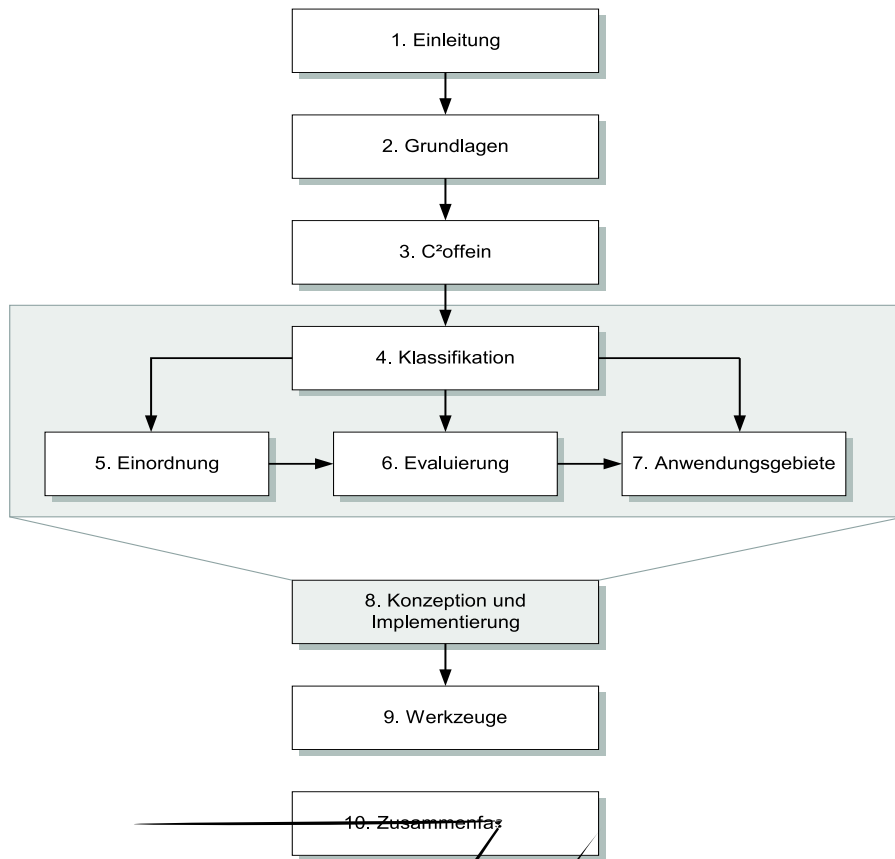 1. Einleitung
2. Grundlagen
3. C²offein
4. Klassifikation
5. Einordnung
6. Evaluierung
7. Anwendungsgebiete
8. Konzeption und
Implementierung
9. Werkzeuge
10.